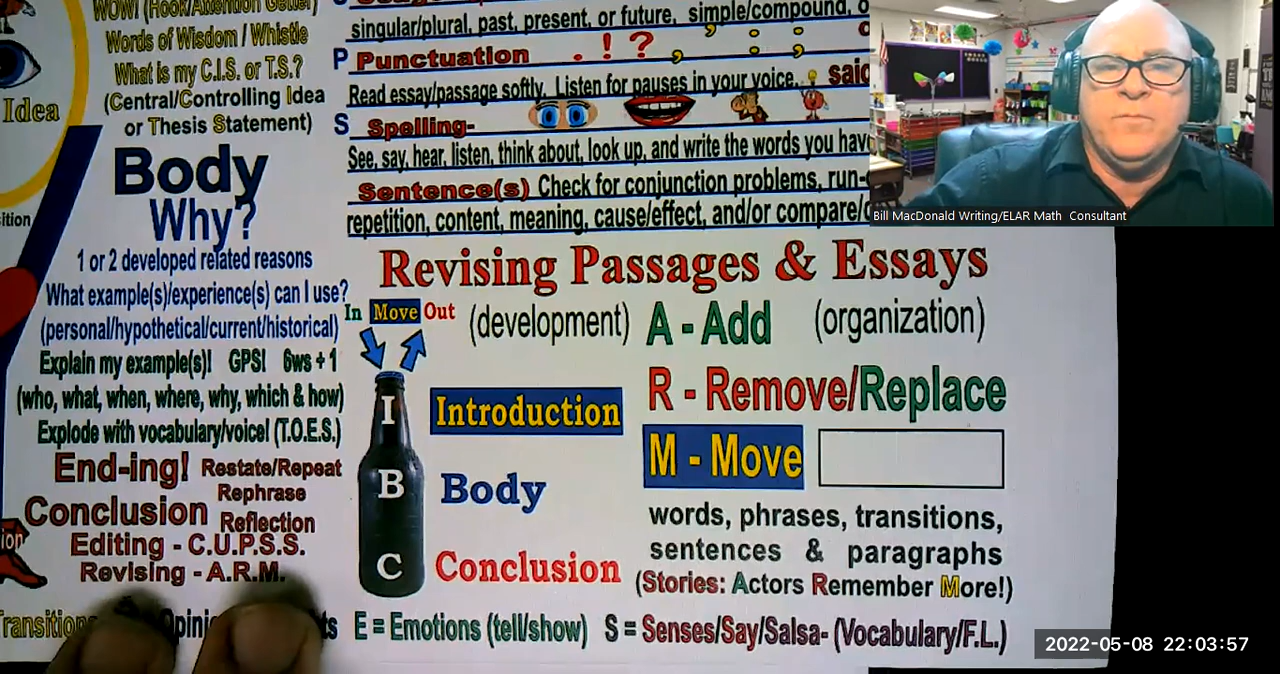 WOW! (Hook/Attention Getter)
Words of Wisdom / Whistle
What is my C.I.S. or T.S.?
(Central/Controlling Idea
or Thesis Statement)
Idea
Body
Why?
1 or 2 developed related reasons
What example(s)/experience(s) can I use?
(personal/hypothetical/current/historical)
Explain my example(s)! GPS! 6ws + 1
(who, what, when, where, why, which & how)
Explode with vocabulary/voice! (T.O.E.S.)
End-ing! Restate/Repeat
Rephrase
Conclusion Reflection
Editing - C.U.P.S.S.
Revising - A.R.M.
singular/plural, past, present, or future, simple/compound, o
P Punctuation . ! ? , : ;
Read essay/passage softly. Listen for pauses in your voice... said
S Spelling-
See, say, hear, listen, think about, look up, and write the words you have
Sentence(s) Check for conjunction problems, run-
repetition, content, meaning, cause/effect, and/or compare/c
Revising Passages & Essays
In Move Out (development) A - Add (organization)
R - Remove/Replace
I Introduction
M - Move
B Body
words, phrases, transitions,
sentences & paragraphs
C Conclusion
(Stories: Actors Remember More!)
E = Emotions (tell/show) S = Senses/Say/Salsa- (Vocabulary/F.L.)
Bill MacDonald Writing/ELAR Math Consultant
2022-05-08 22:03:57